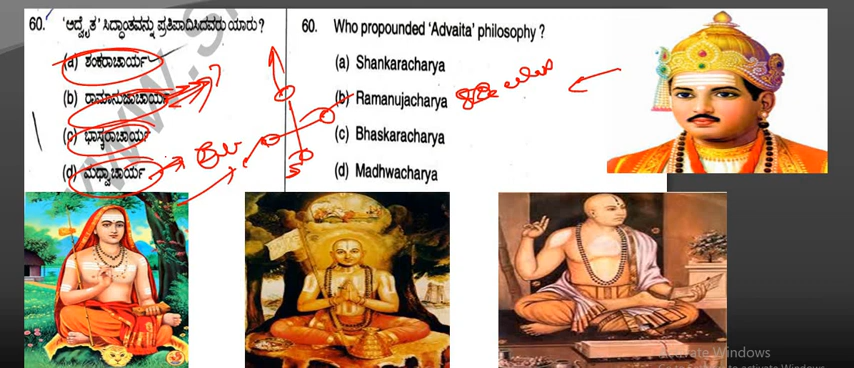 60. 'ಅದ್ವೈತ' ಸಿದ್ಧಾಂತವನ್ನು ಪ್ರತಿಪಾದಿಸಿದವರು ಯಾರು?
(a) ಶಂಕರಾಚಾರ್ಯ
(b) ರಾಮಾನುಜಾಚಾರ್ಯ
(c) ಭಾಸ್ಕರಾಚಾರ್ಯ
(d) ಮಧ್ವಾಚಾರ್ಯ
60. Who propounded 'Advaita' philosophy ?
(a) Shankaracharya
(b) Ramanujacharya
(c) Bhaskaracharya
(d) Madhwacharya
Activate Windows